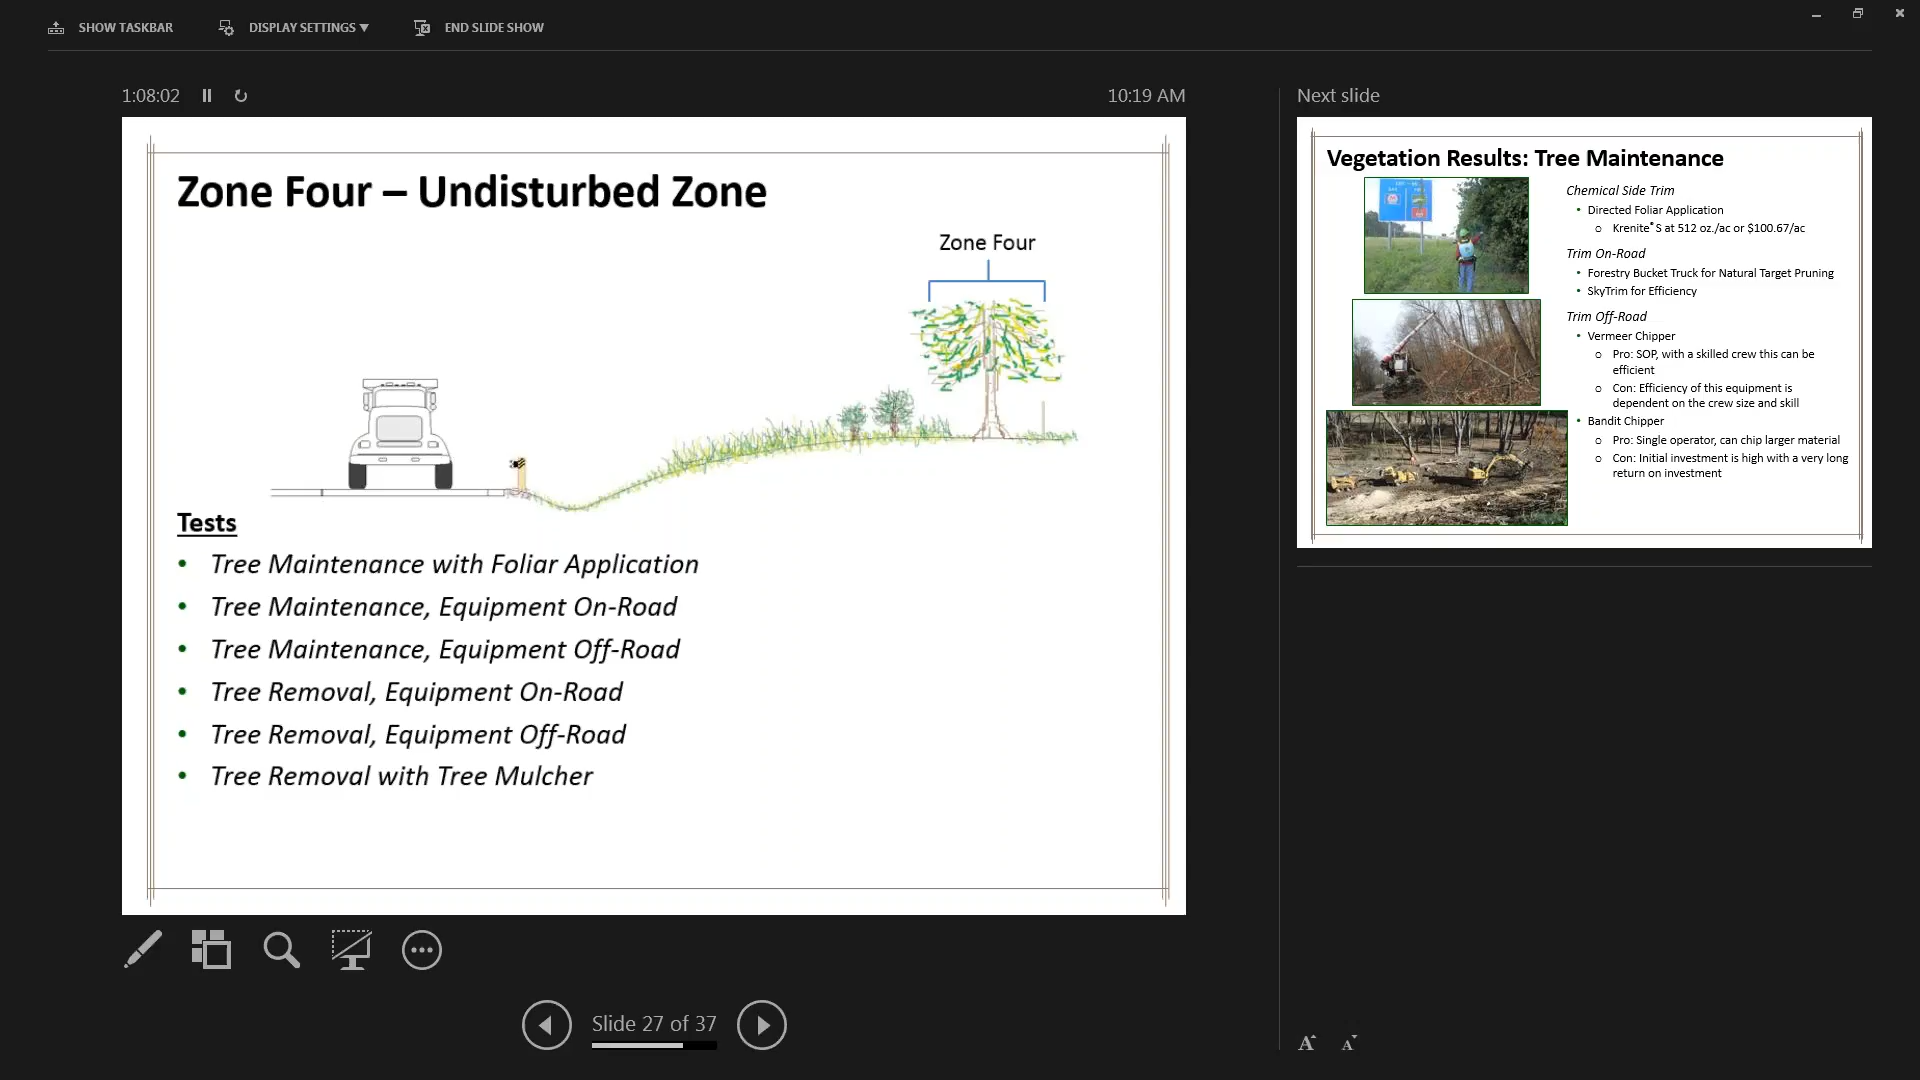 SHOW TASKBAR
DISPLAY SETTINGS ▼
END SLIDE SHOW
1:08:02
10:19 AM
Next slide
Zone Four – Undisturbed Zone
Zone Four
Tests
• Tree Maintenance with Foliar Application
• Tree Maintenance, Equipment On-Road
• Tree Maintenance, Equipment Off-Road
• Tree Removal, Equipment On-Road
• Tree Removal, Equipment Off-Road
• Tree Removal with Tree Mulcher
Vegetation Results: Tree Maintenance
Chemical Side Trim
• Directed Foliar Application
o Krenite® S at 512 oz./ac or $100.67/ac
Trim On-Road
• Forestry Bucket Truck for Natural Target Pruning
• SkyTrim for Efficiency
Trim Off-Road
• Vermeer Chipper
o Pro: SOP, with a skilled crew this can be
efficient
o Con: Efficiency of this equipment is
dependent on the crew size and skill
• Bandit Chipper
o Pro: Single operator, can chip larger material
o Con: Initial investment is high with a very long
return on investment
Slide 27 of 37
A A